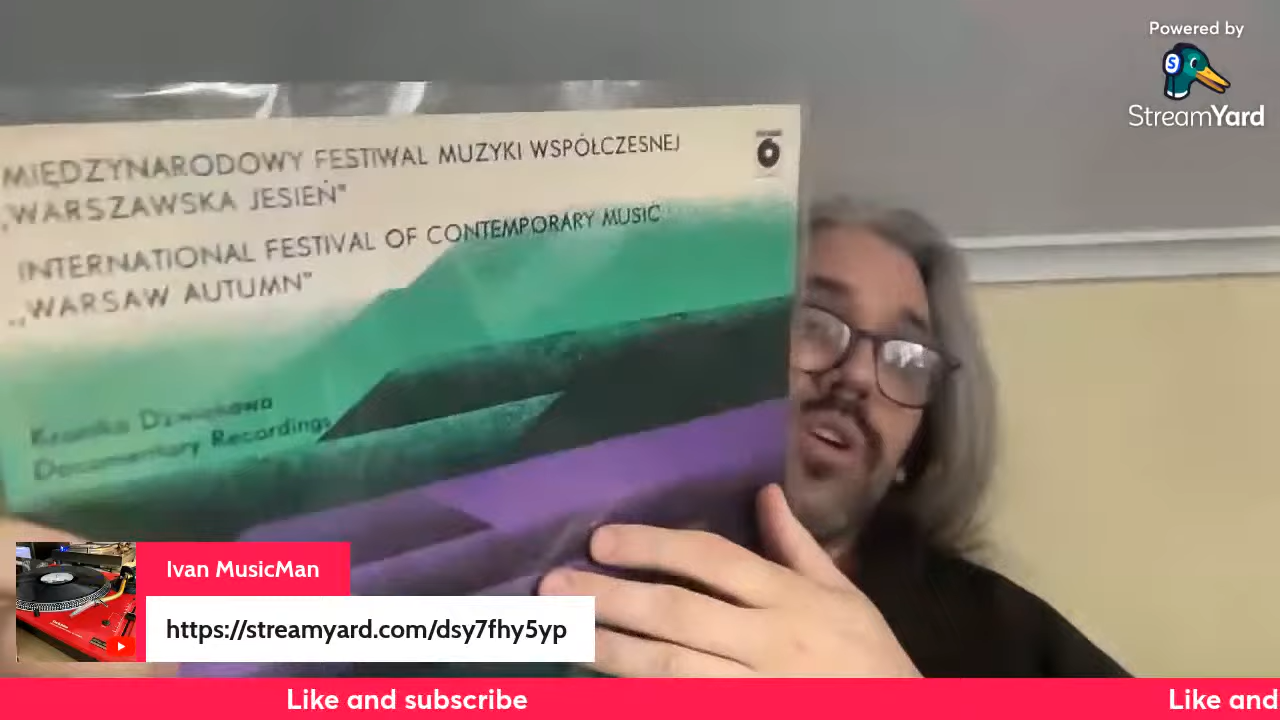 Powered by
StreamYard
MIĘDZYNARODOWY FESTIWAL MUZYKI WSPÓŁCZESNEJ
„WARSZAWSKA JESIEŃ"
INTERNATIONAL FESTIVAL OF CONTEMPORARY MUSIC
„WARSAW AUTUMN"
Kronika Dźwiękowa
Documentary Recordings
Ivan MusicMan
https://streamyard.com/dsy7fhy5yp
Like and subscribe
Like and